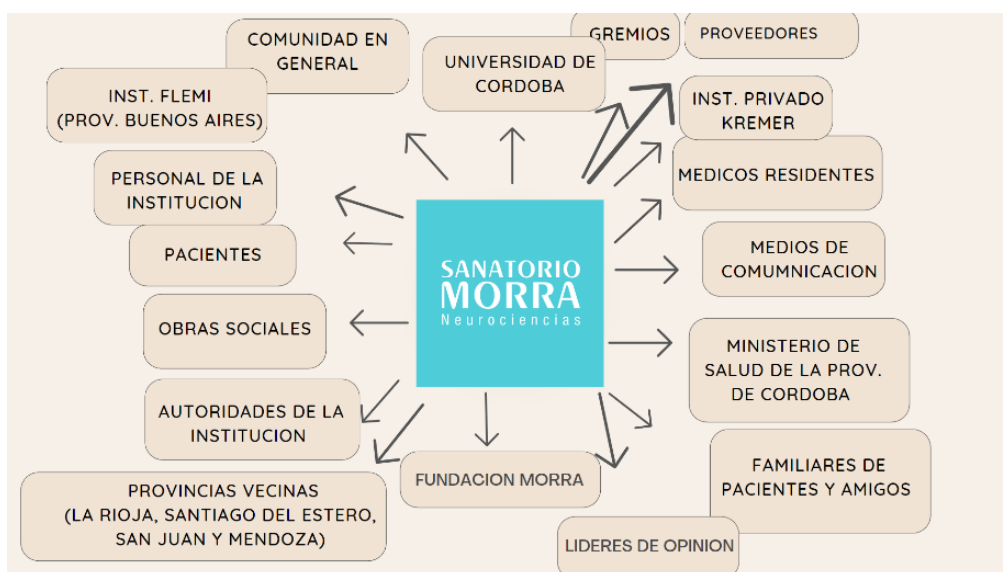 COMUNIDAD EN
GENERAL
UNIVERSIDAD DE
CORDOBA
GREMIOS
PROVEEDORES
INST. FLEMI
(PROV. BUENOS AIRES)
INST. PRIVADO
KREMER
PERSONAL DE LA
INSTITUCION
MEDICOS RESIDENTES
PACIENTES
MEDIOS DE
COMUMNICACION
SANATORIO
MORRA
Neurociencias
OBRAS SOCIALES
MINISTERIO DE
SALUD DE LA PROV.
DE CORDOBA
AUTORIDADES DE LA
INSTITUCION
FUNDACION MORRA
FAMILIARES DE
PACIENTES Y AMIGOS
PROVINCIAS VECINAS
(LA RIOJA, SANTIAGO DEL ESTERO,
SAN JUAN Y MENDOZA)
LIDERES DE OPINION